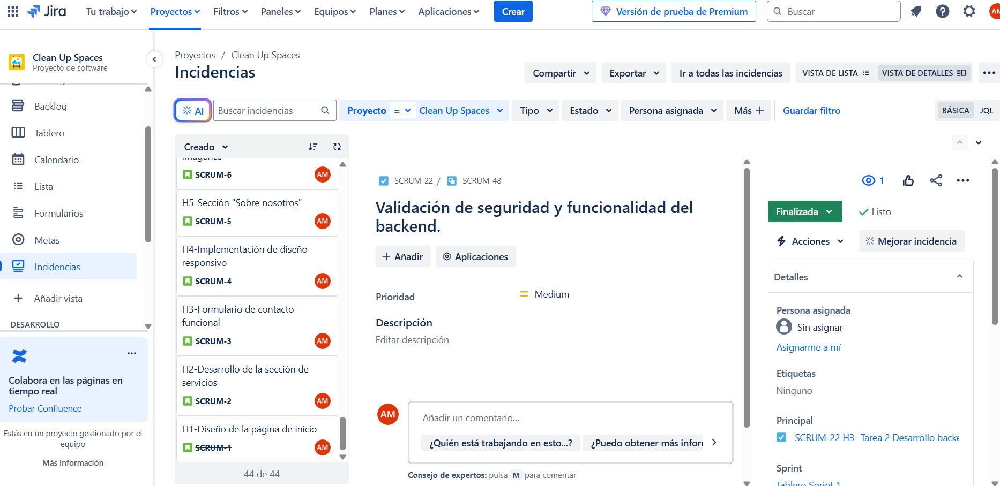 Jira
Tu trabajo
Proyectos
Filtros
Paneles
Equipos
Planes
Aplicaciones
Crear
Versión de prueba de Premium
Buscar
AM
Clean Up Spaces
Proyecto de software
Backlog
Tablero
Calendario
Lista
Formularios
Metas
Incidencias
Añadir vista
DESARROLLO
Colabora en las páginas en
tiempo real
Probar Confluence
Estás en un proyecto gestionado por el
equipo
Más información
Proyectos / Clean Up Spaces
Incidencias
Compartir
Exportar
Ir a todas las incidencias
VISTA DE LISTA
VISTA DE DETALLES
AI
Buscar incidencias
Proyecto = Clean Up Spaces
Tipo
Estado
Persona asignada
Más
Guardar filtro
BÁSICA
JQL
Creado
imágenes
SCRUM-6
AM
H5-Sección "Sobre nosotros"
SCRUM-5
AM
H4-Implementación de diseño
responsivo
SCRUM-4
AM
H3-Formulario de contacto
funcional
SCRUM-3
AM
H2-Desarrollo de la sección de
servicios
SCRUM-2
AM
H1-Diseño de la página de inicio
SCRUM-1
AM
44 de 44
SCRUM-22 / SCRUM-48
Validación de seguridad y funcionalidad del
backend.
Añadir
Aplicaciones
Prioridad
Medium
Descripción
Editar descripción
AM
Añadir un comentario...
¿Quién está trabajando en esto...?
¿Puedo obtener más infor
Consejo de expertos: pulsa M para comentar
1
Finalizada
Listo
Acciones
Mejorar incidencia
Detalles
Persona asignada
Sin asignar
Asignarme a mí
Etiquetas
Ninguno
Principal
SCRUM-22 H3- Tarea 2 Desarrollo backe
Sprint
Tablero Sprint 1